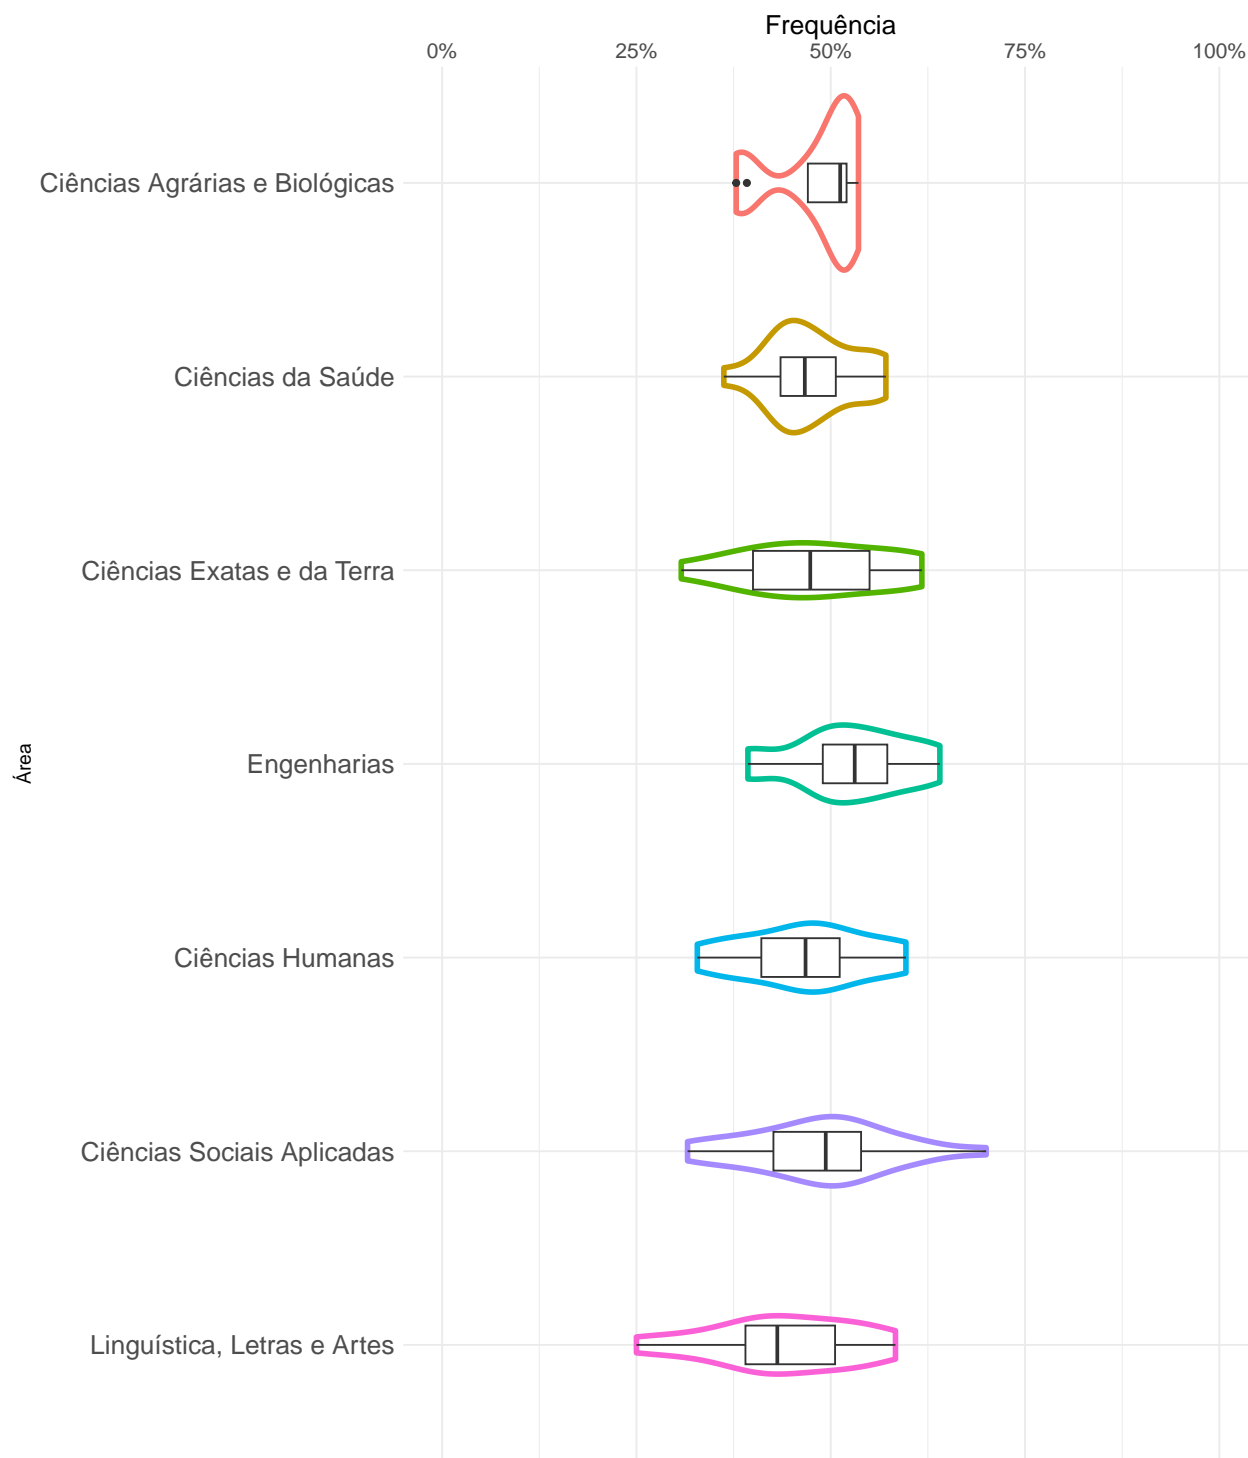 Frequência
0% 25% 50% 75% 100%
Ciências Agrárias e Biológicas
Ciências da Saúde
Ciências Exatas e da Terra
Engenharias
Ciências Humanas
Ciências Sociais Aplicadas
Linguística, Letras e Artes
Área